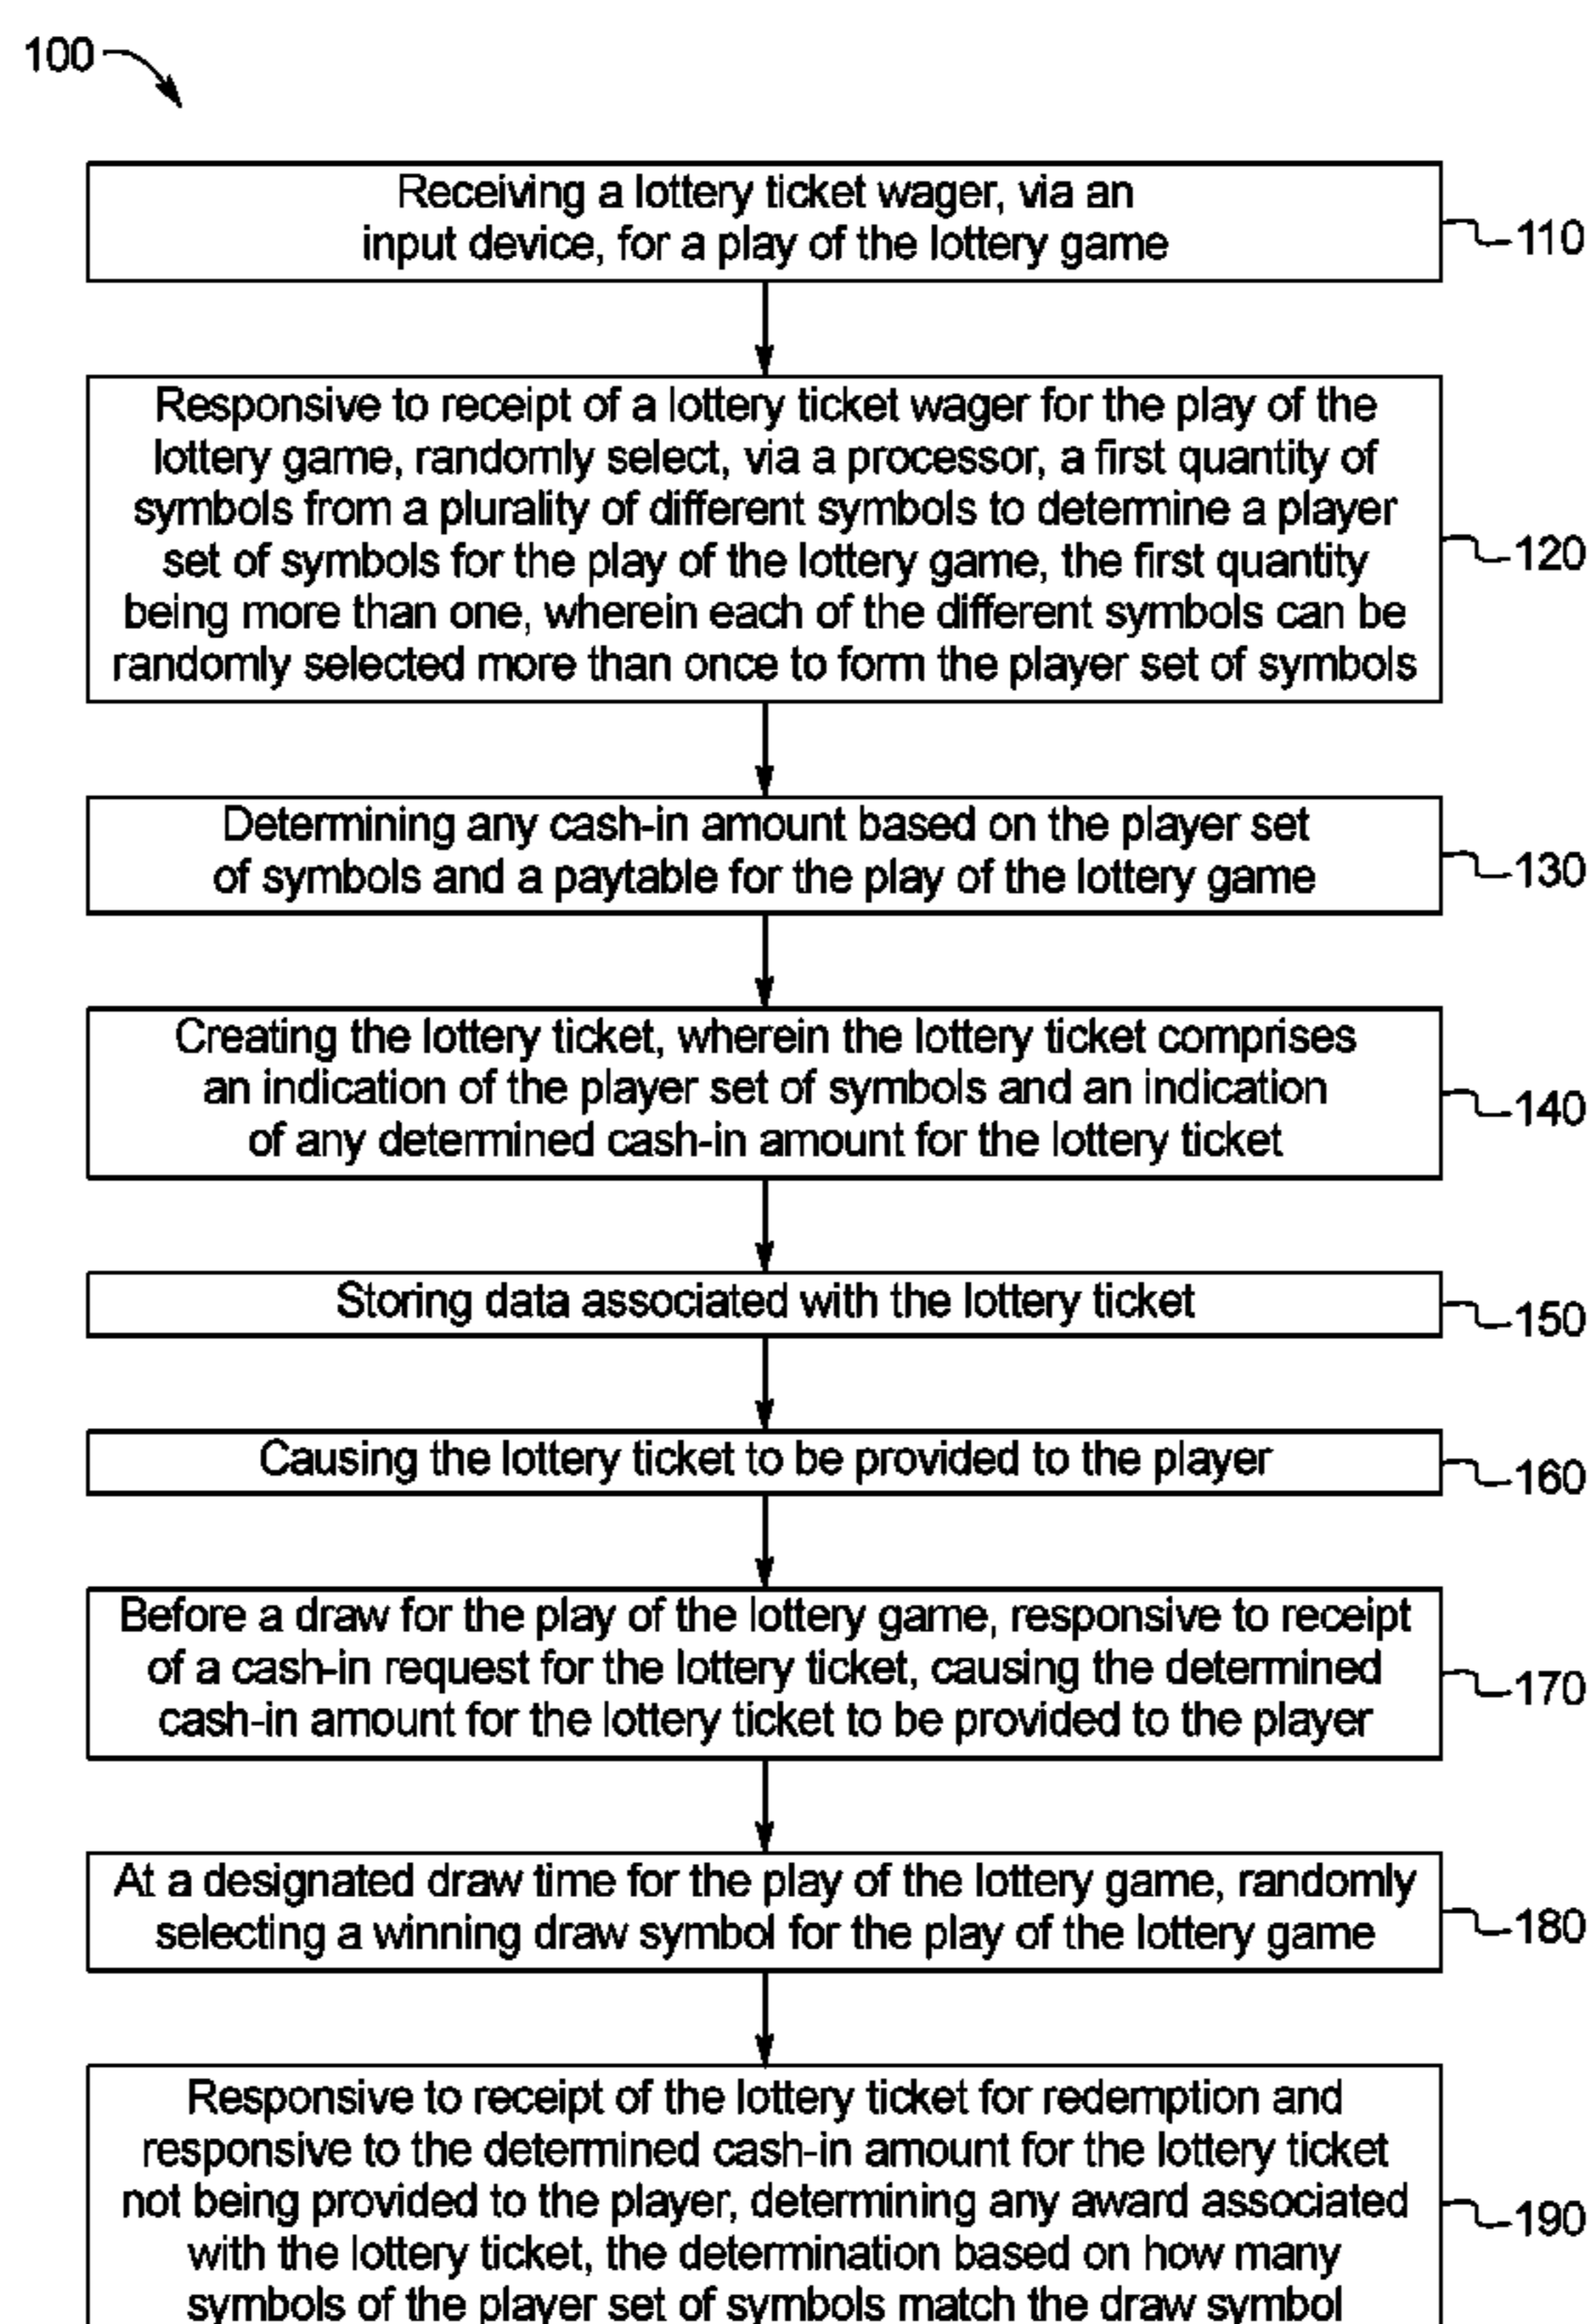 100
Receiving a lottery ticket wager, via an
input device, for a play of the lottery game
110
Responsive to receipt of a lottery ticket wager for the play of the
lottery game, randomly select, via a processor, a first quantity of
symbols from a plurality of different symbols to determine a player
set of symbols for the play of the lottery game, the first quantity
being more than one, wherein each of the different symbols can be
randomly selected more than once to form the player set of symbols
120
Determining any cash-in amount based on the player set
of symbols and a paytable for the play of the lottery game
130
Creating the lottery ticket, wherein the lottery ticket comprises
an indication of the player set of symbols and an indication
of any determined cash-in amount for the lottery ticket
140
Storing data associated with the lottery ticket
150
Causing the lottery ticket to be provided to the player
160
Before a draw for the play of the lottery game, responsive to receipt
of a cash-in request for the lottery ticket, causing the determined
cash-in amount for the lottery ticket to be provided to the player
170
At a designated draw time for the play of the lottery game, randomly
selecting a winning draw symbol for the play of the lottery game
180
Responsive to receipt of the lottery ticket for redemption and
responsive to the determined cash-in amount for the lottery ticket
not being provided to the player, determining any award associated
with the lottery ticket, the determination based on how many
symbols of the player set of symbols match the draw symbol
190